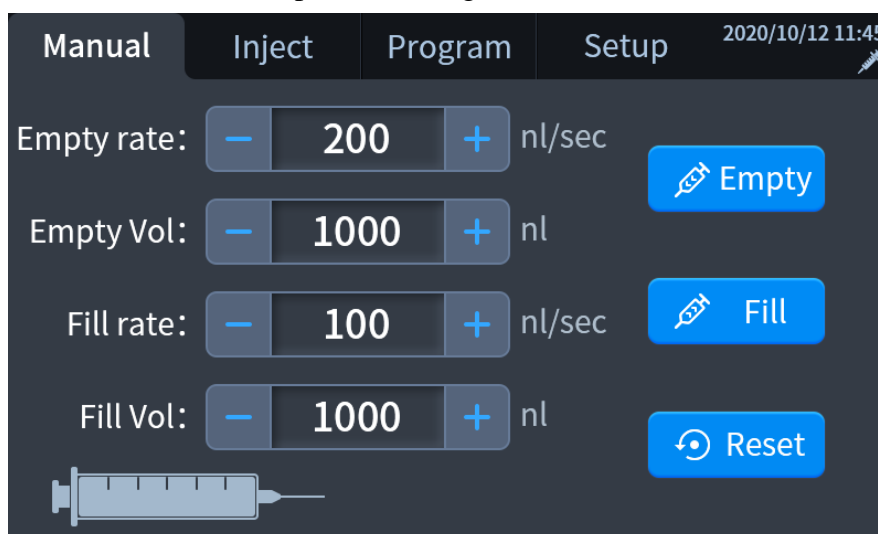 Manual Inject Program Setup 2020/10/12 11:45
Empty rate: − 200 + nl/sec
Empty
Empty Vol: − 1000 + nl
Fill rate: − 100 + nl/sec
Fill
Fill Vol: − 1000 + nl
Reset